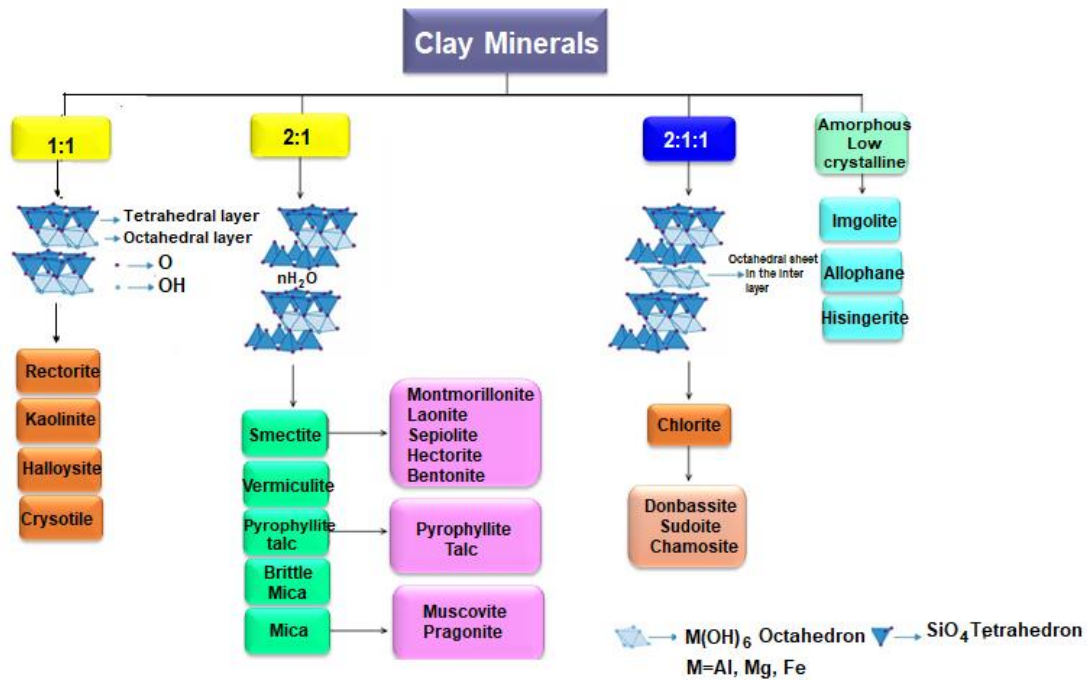 Clay Minerals
1:1
2:1
2:1:1
Amorphous
Low
crystalline
Tetrahedral layer
Octahedral layer
O
OH
nH₂O
Octahedral sheet
in the inter
layer
Imgolite
Allophane
Hisingerite
Rectorite
Kaolinite
Halloysite
Crysotile
Smectite
Vermiculite
Pyrophyllite
talc
Brittle
Mica
Mica
Montmorillonite
Laonite
Sepiolite
Hectorite
Bentonite
Pyrophyllite
Talc
Muscovite
Pragonite
Chlorite
Donbassite
Sudoite
Chamosite
M(OH)₆ Octahedron
SiO₄Tetrahedron
M=Al, Mg, Fe